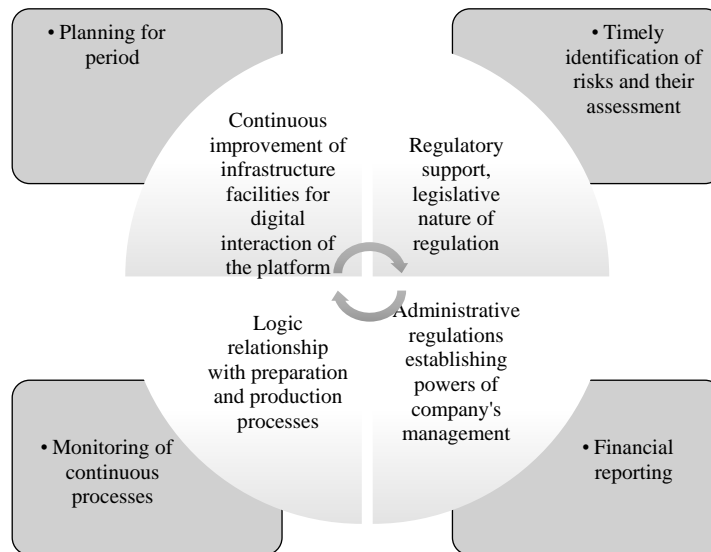 • Planning for
period
• Timely
identification of
risks and their
assessment
Continuous
improvement of
infrastructure
facilities for
digital
interaction of
the platform
Regulatory
support,
legislative
nature of
regulation
Logic
relationship
with preparation
and production
processes
Administrative
regulations
establishing
powers of
company's
management
• Monitoring of
continuous
processes
• Financial
reporting